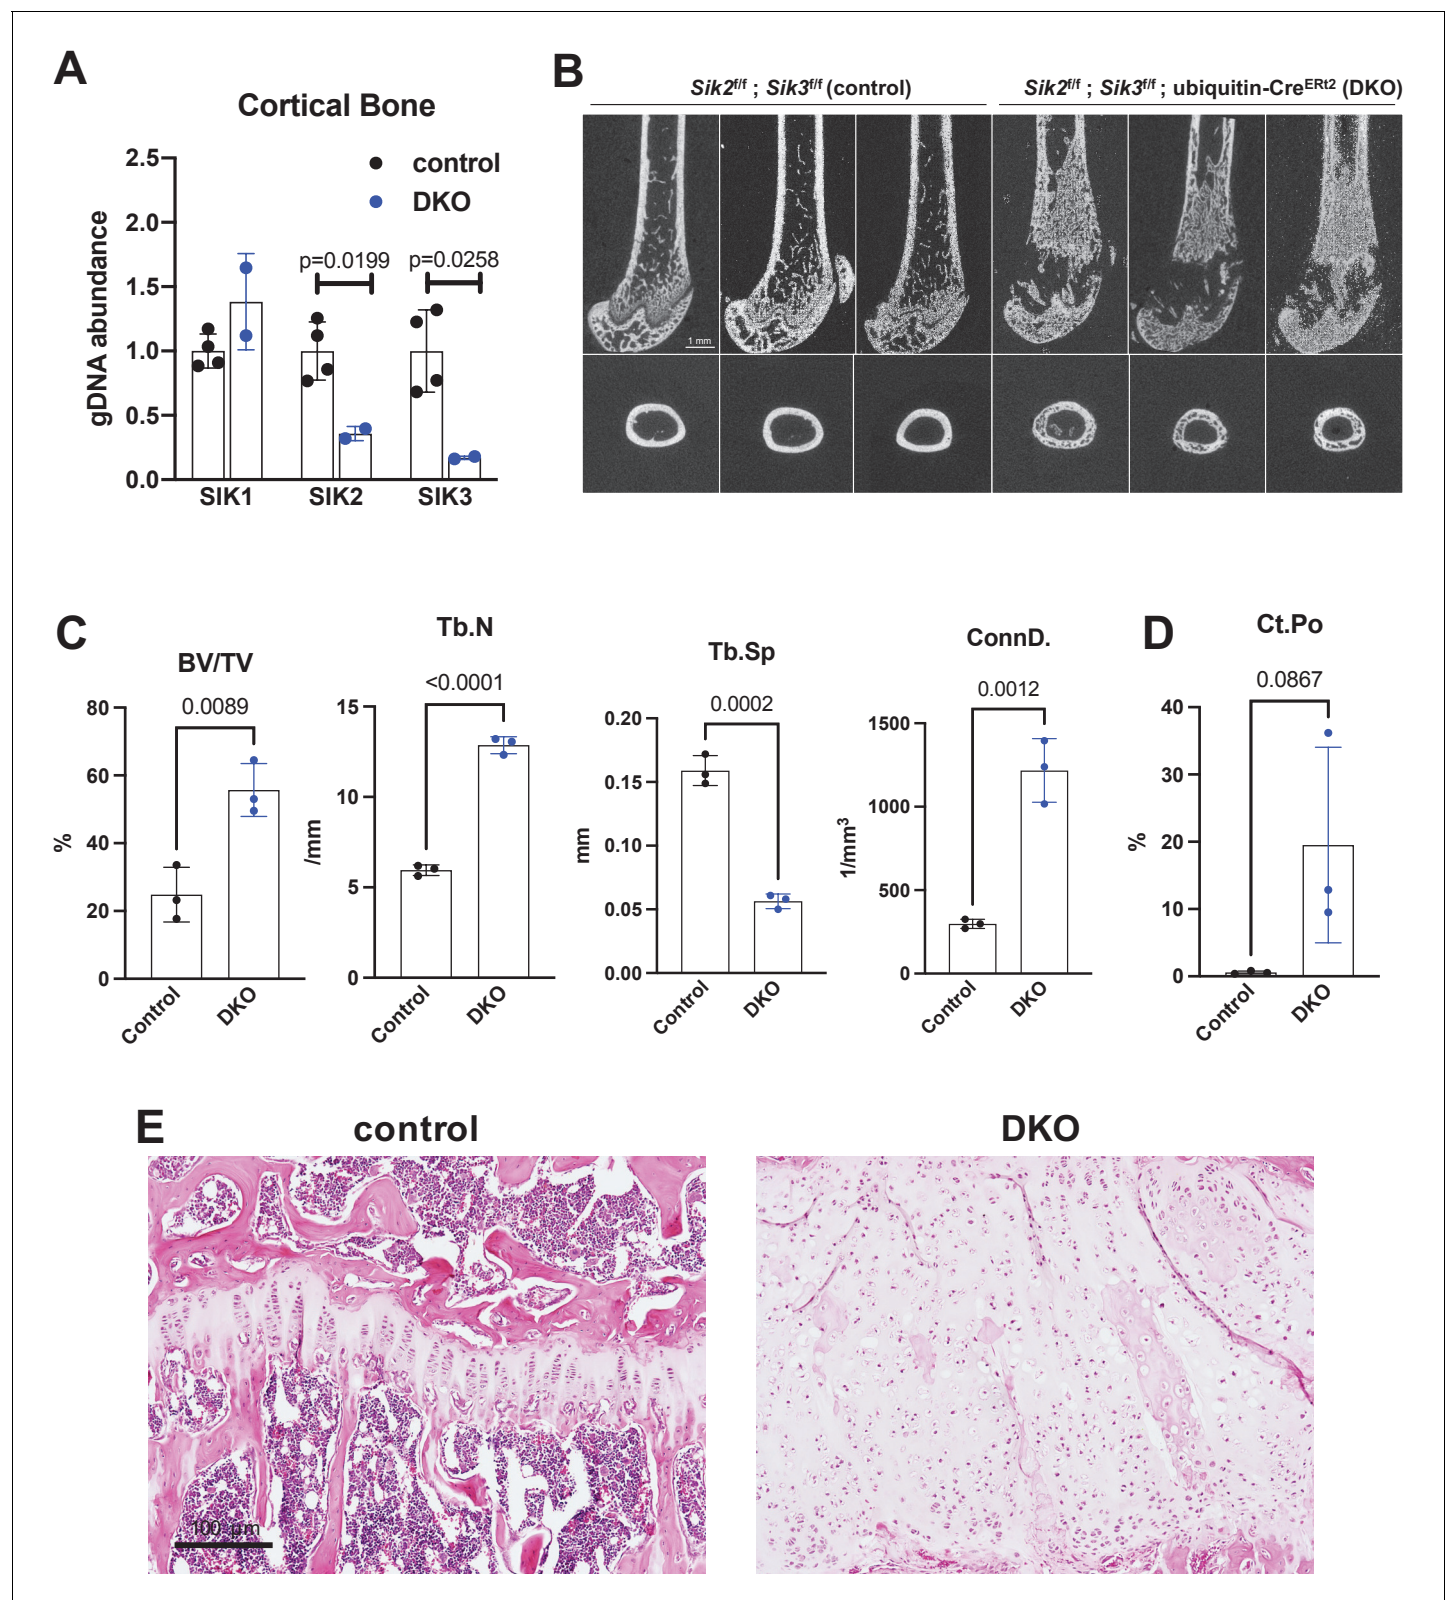 A
Cortical Bone
control
DKO
gDNA abundance
2.5
2.0
1.5
1.0
0.5
0.0
p=0.0199
p=0.0258
SIK1
SIK2
SIK3
B
Sik2f/f ; Sik3f/f (control)
Sik2f/f ; Sik3f/f ; ubiquitin-CreERt2 (DKO)
1 mm
C
BV/TV
0.0089
%
80
60
40
20
0
Control
DKO
Tb.N
<0.0001
/mm
15
10
5
0
Control
DKO
Tb.Sp
0.0002
mm
0.20
0.15
0.10
0.05
0.00
Control
DKO
ConnD.
0.0012
1/mm3
1500
1000
500
0
Control
DKO
D
Ct.Po
0.0867
%
40
30
20
10
0
Control
DKO
E
control
DKO
100 µm